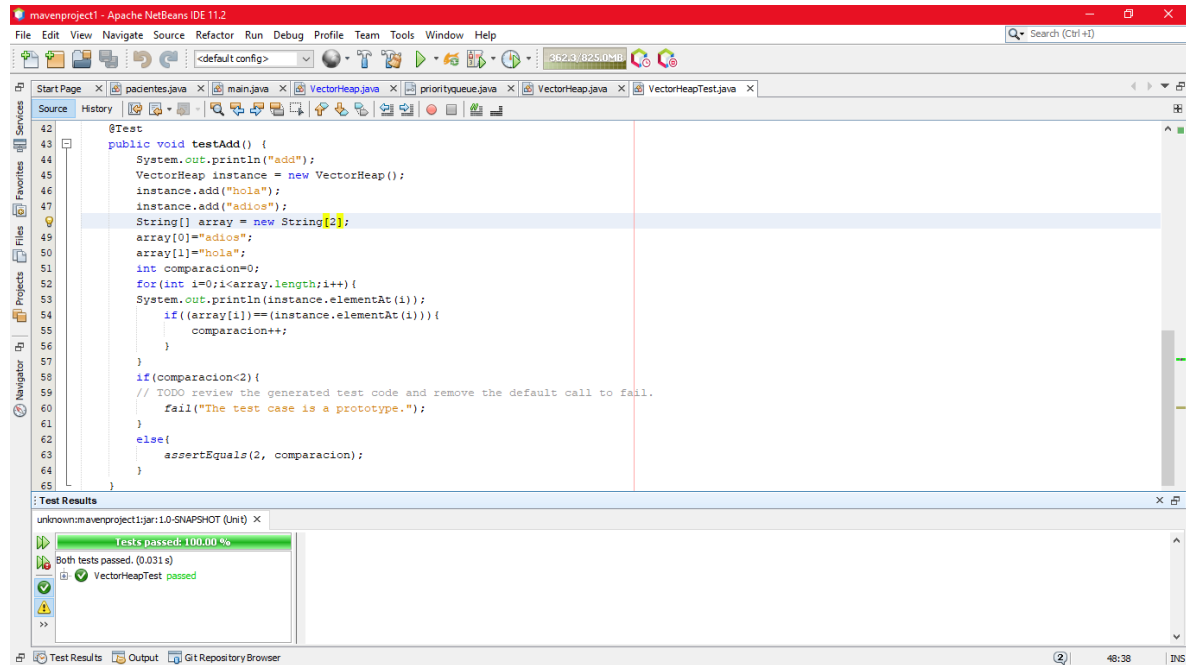 mavenproject1 - Apache NetBeans IDE 11.2
File Edit View Navigate Source Refactor Run Debug Profile Team Tools Window Help
Search (Ctrl+I)
<default config>
362.3/825.0MB
Start Page pacientes.java main.java VectorHeap.java priorityqueue.java VectorHeap.java VectorHeapTest.java
Source History
Services
Favorites
Files
Projects
Navigator
42 @Test
43 public void testAdd() {
44 System.out.println("add");
45 VectorHeap instance = new VectorHeap();
46 instance.add("hola");
47 instance.add("adios");
String[] array = new String[2];
49 array[0]="adios";
50 array[1]="hola";
51 int comparacion=0;
52 for(int i=0;i<array.length;i++){
53 System.out.println(instance.elementAt(i));
54 if((array[i])==(instance.elementAt(i))){
55 comparacion++;
56 }
57 }
58 if(comparacion<2){
59 // TODO review the generated test code and remove the default call to fail.
60 fail("The test case is a prototype.");
61 }
62 else{
63 assertEquals(2, comparacion);
64 }
65 }
Test Results
unknown:mavenproject1:jar:1.0-SNAPSHOT (Unit)
Tests passed: 100.00 %
Both tests passed. (0.031 s)
VectorHeapTest passed
Test Results Output Git Repository Browser
2 48:38 INS